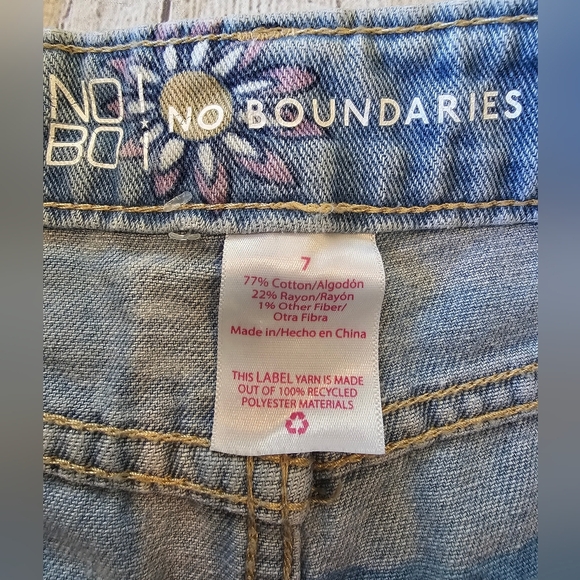 NO
BO
NO BOUNDARIES
7
77% Cotton/Algodón
22% Rayon/Rayón
1% Other Fiber/
Otra Fibra
Made in/Hecho en China
THIS LABEL YARN IS MADE
OUT OF 100% RECYCLED
POLYESTER MATERIALS